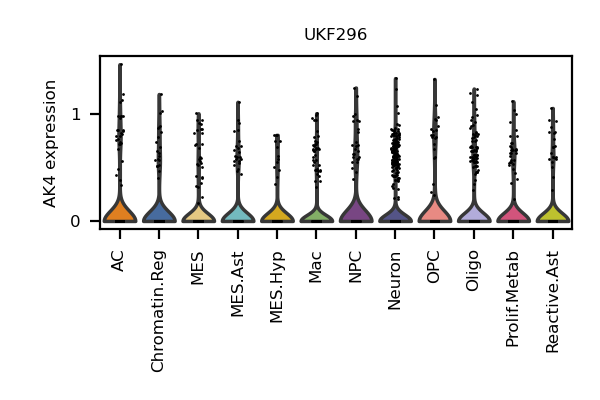 UKF296
AK4 expression
1
0
AC
Chromatin.Reg
MES
MES.Ast
MES.Hyp
Mac
NPC
Neuron
OPC
Oligo
Prolif.Metab
Reactive.Ast